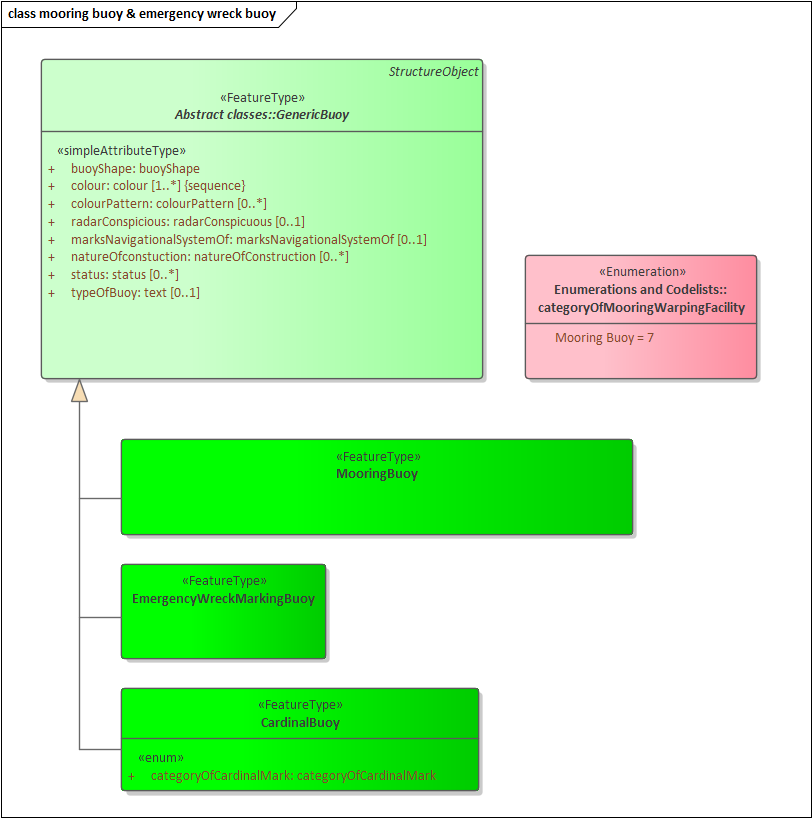 class mooring buoy & emergency wreck buoy
StructureObject
«FeatureType»
Abstract classes::GenericBuoy
«simpleAttributeType»
+ buoyShape: buoyShape
+ colour: colour [1..*] {sequence}
+ colourPattern: colourPattern [0..*]
+ radarConspicious: radarConspicuous [0..1]
+ marksNavigationalSystemOf: marksNavigationalSystemOf [0..1]
+ natureOfconstuction: natureOfConstruction [0..*]
+ status: status [0..*]
+ typeOfBuoy: text [0..1]
«Enumeration»
Enumerations and Codelists::
categoryOfMooringWarpingFacility
Mooring Buoy = 7
«FeatureType»
MooringBuoy
«FeatureType»
EmergencyWreckMarkingBuoy
«FeatureType»
CardinalBuoy
«enum»
+ categoryOfCardinalMark: categoryOfCardinalMark